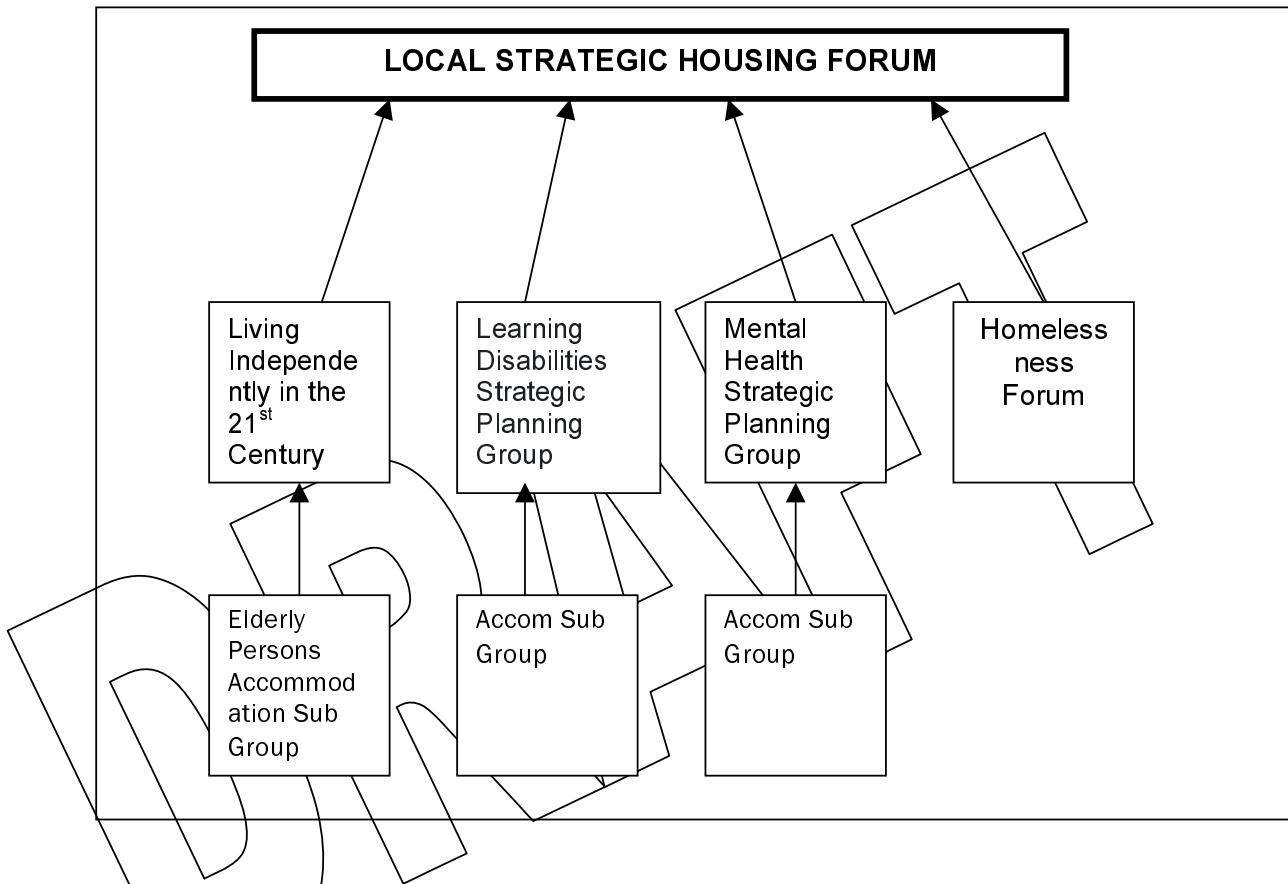 LOCAL STRATEGIC HOUSING FORUM
Living
Independe
ntly in the
21st
Century
Learning
Disabilities
Strategic
Planning
Group
Mental
Health
Strategic
Planning
Group
Homeless
ness
Forum
Elderly
Persons
Accommod
ation Sub
Group
Accom Sub
Group
Accom Sub
Group
DRAFT